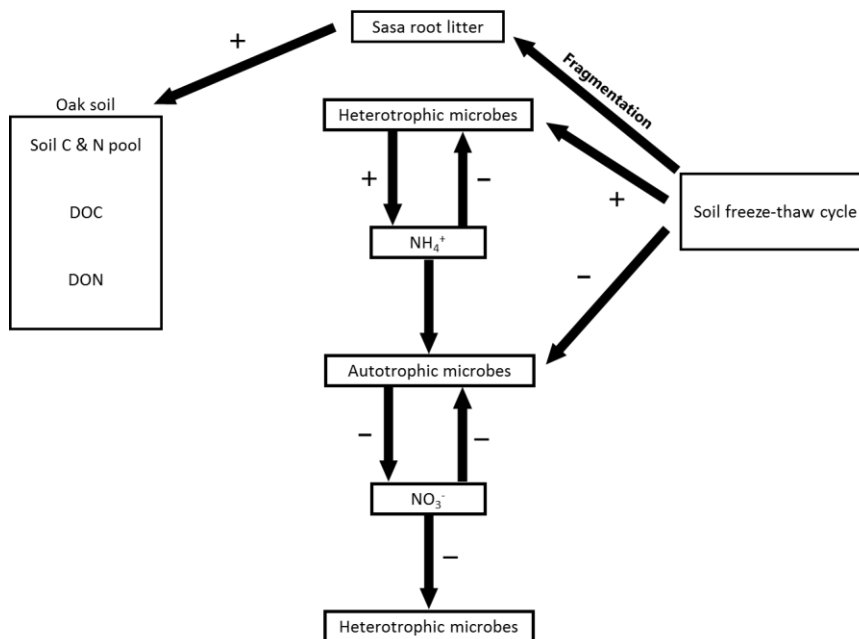 Sasa root litter
+
Fragmentation
Oak soil
Soil C & N pool
DOC
DON
Heterotrophic microbes
+
−
+
Soil freeze-thaw cycle
NH₄⁺
−
Autotrophic microbes
−
−
NO₃⁻
−
Heterotrophic microbes